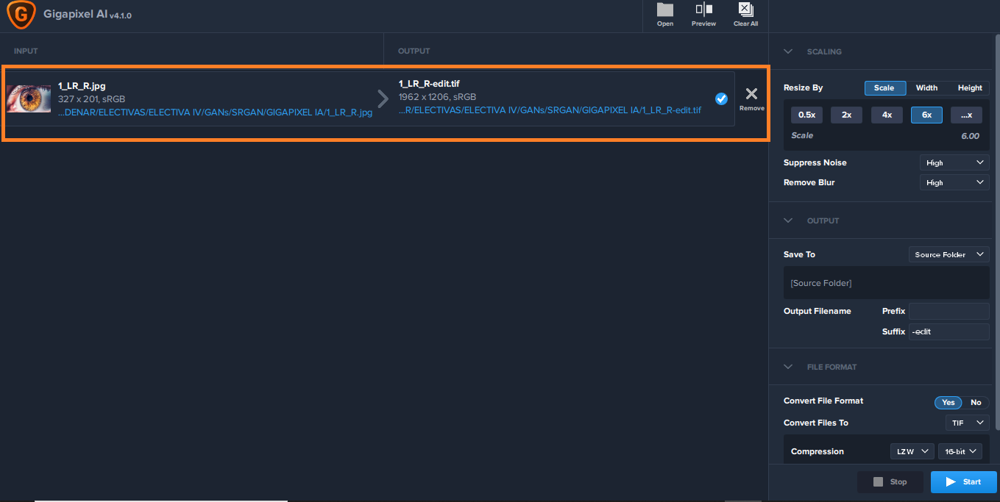 G Gigapixel AI v4.1.0
Open Preview Clear All
INPUT OUTPUT
1_LR_R.jpg
327 x 201, sRGB
...DENAR/ELECTIVAS/ELECTIVA IV/GANs/SRGAN/GIGAPIXEL IA/1_LR_R.jpg
1_LR_R-edit.tif
1962 x 1206, sRGB
...R/ELECTIVAS/ELECTIVA IV/GANs/SRGAN/GIGAPIXEL IA/1_LR_R-edit.tif
Remove
SCALING
Resize By Scale Width Height
0.5x 2x 4x 6x ...x
Scale 6.00
Suppress Noise High
Remove Blur High
OUTPUT
Save To Source Folder
[Source Folder]
Output Filename Prefix
Suffix -edit
FILE FORMAT
Convert File Format Yes No
Convert Files To TIF
Compression LZW 16-bit
Stop Start